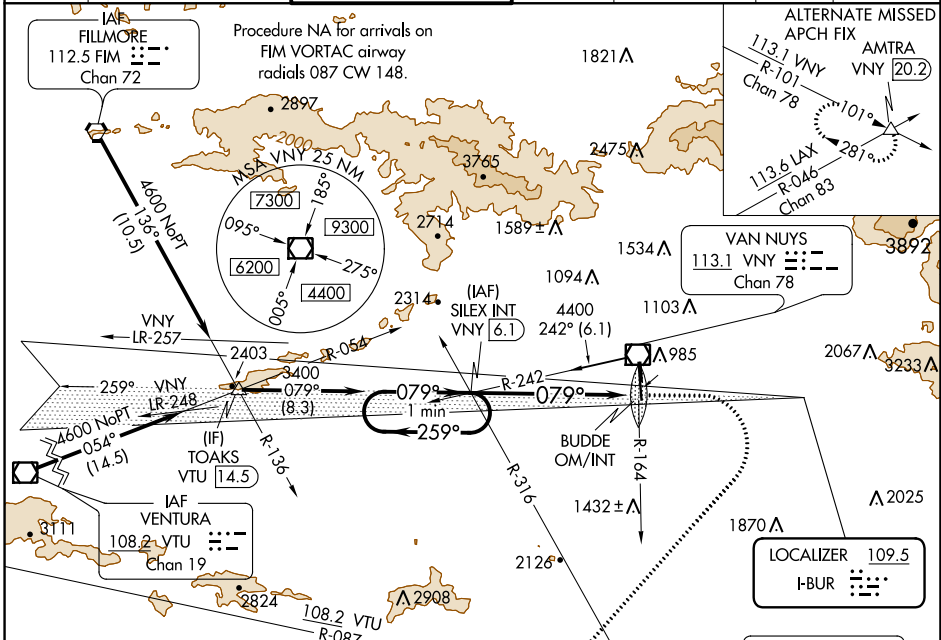 IAF
FILLMORE
112.5 FIM
Chan 72
Procedure NA for arrivals on
FIM VORTAC airway
radials 087 CW 148.
1821
ALTERNATE MISSED
APCH FIX
AMTRA
VNY 20.2
113.1 VNY
R-101
Chan 78
101°
281°
113.6 LAX
R-046
Chan 83
2897
2000
3765
2475
MSA VNY 25 NM
185°
7300
095°
9300
6200
275°
4400
005°
2714
1589 ±
1534
3892
VAN NUYS
113.1 VNY
Chan 78
4600 NoPT
136°
(10.5)
1094
(IAF)
SILEX INT
VNY 6.1
4400
242° (6.1)
1103
2314
VNY
LR-257
R-054
2403
985
2067
3233
3400
R-242
259°
VNY
LR-248
079°
(8.3)
079°
079°
1 min
259°
4600 NoPT
054°
(14.5)
(IF)
TOAKS
VTU 14.5
R-136
BUDDE
OM/INT
R-164
R-316
IAF
VENTURA
108.2 VTU
Chan 19
3111
1432 ±
2025
1870
2126
LOCALIZER 109.5
I-BUR
2824
2908
108.2 VTU
R-087